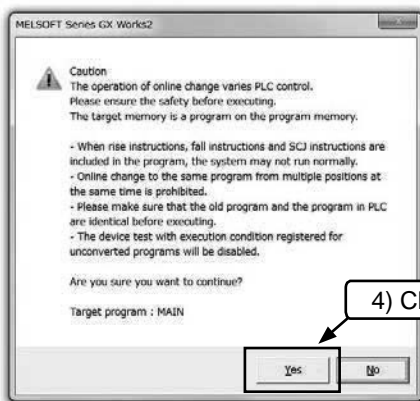 MELSOFT Series GX Works2
Caution
The operation of online change varies PLC control.
Please ensure the safety before executing.
The target memory is a program on the program memory.
- When rise instructions, fall instructions and SCJ instructions are
included in the program, the system may not run normally.
- Online change to the same program from multiple positions at
the same time is prohibited.
- Please make sure that the old program and the program in PLC
are identical before executing.
- The device test with execution condition registered for
unconverted programs will be disabled.
Are you sure you want to continue?
Target program : MAIN
4)
Yes
No